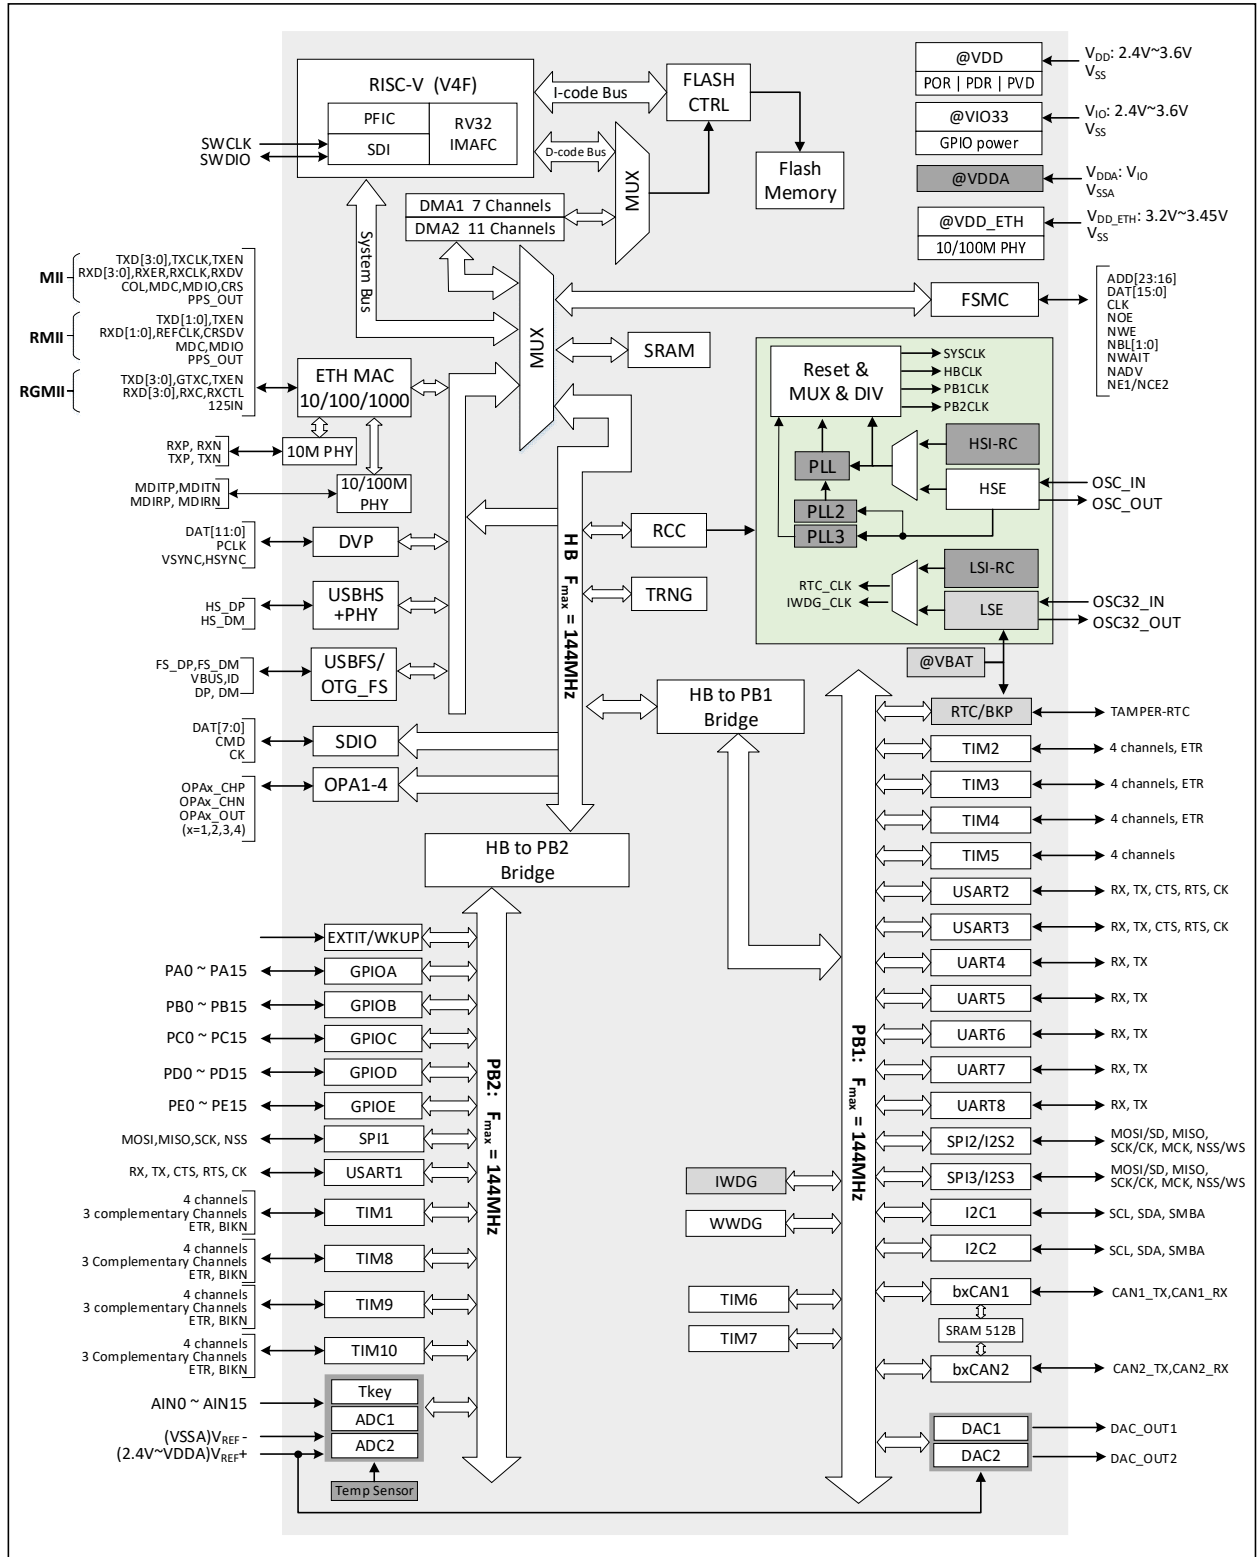 RISC-V (V4F)
PFIC
SDI
RV32
IMAFC
SWCLK
SWDIO
I-code Bus
D-code Bus
FLASH
CTRL
MUX
Flash
Memory
DMA1 7 Channels
DMA2 11 Channels
System Bus
MUX
@VDD
POR | PDR | PVD
VDD: 2.4V~3.6V
VSS
@VIO33
GPIO power
VIO: 2.4V~3.6V
VSS
@VDDA
VDDA: VIO
VSSA
@VDD_ETH
10/100M PHY
VDD_ETH: 3.2V~3.45V
VSS
MII
TXD[3:0],TXCLK,TXEN
RXD[3:0],RXER,RXCLK,RXDV
COL,MDC,MDIO,CRS
PPS_OUT
RMII
TXD[1:0],TXEN
RXD[1:0],REFCLK,CRSDV
MDC,MDIO
PPS_OUT
RGMII
TXD[3:0],GTXC,TXEN
RXD[3:0],RXC,RXCTL
125IN
ETH MAC
10/100/1000
RXP, RXN
TXP, TXN
10M PHY
MDITP,MDITN
MDIRP, MDIRN
10/100M
PHY
DAT[11:0]
PCLK
VSYNC,HSYNC
DVP
HS_DP
HS_DM
USBHS
+PHY
FS_DP,FS_DM
VBUS,ID
DP, DM
USBFS/
OTG_FS
DAT[7:0]
CMD
CK
SDIO
OPAx_CHP
OPAx_CHN
OPAx_OUT
(x=1,2,3,4)
OPA1-4
FSMC
ADD[23:16]
DAT[15:0]
CLK
NOE
NWE
NBL[1:0]
NWAIT
NADV
NE1/NCE2
SRAM
RCC
TRNG
HB Fmax = 144MHz
Reset &
MUX & DIV
SYSCLK
HBCLK
PB1CLK
PB2CLK
PLL
PLL2
PLL3
HSI-RC
HSE
OSC_IN
OSC_OUT
LSI-RC
LSE
RTC_CLK
IWDG_CLK
OSC32_IN
OSC32_OUT
@VBAT
HB to PB1
Bridge
HB to PB2
Bridge
RTC/BKP
TAMPER-RTC
TIM2
4 channels, ETR
TIM3
4 channels, ETR
TIM4
4 channels, ETR
TIM5
4 channels
USART2
RX, TX, CTS, RTS, CK
USART3
RX, TX, CTS, RTS, CK
UART4
RX, TX
UART5
RX, TX
UART6
RX, TX
UART7
RX, TX
UART8
RX, TX
SPI2/I2S2
MOSI/SD, MISO,
SCK/CK, MCK, NSS/WS
SPI3/I2S3
MOSI/SD, MISO,
SCK/CK, MCK, NSS/WS
I2C1
SCL, SDA, SMBA
I2C2
SCL, SDA, SMBA
bxCAN1
CAN1_TX,CAN1_RX
SRAM 512B
bxCAN2
CAN2_TX,CAN2_RX
DAC1
DAC2
DAC_OUT1
DAC_OUT2
PB1: Fmax = 144MHz
IWDG
WWDG
TIM6
TIM7
PB2: Fmax = 144MHz
EXTIT/WKUP
PA0 ~ PA15
GPIOA
PB0 ~ PB15
GPIOB
PC0 ~ PC15
GPIOC
PD0 ~ PD15
GPIOD
PE0 ~ PE15
GPIOE
MOSI,MISO,SCK, NSS
SPI1
RX, TX, CTS, RTS, CK
USART1
4 channels
3 complementary Channels
ETR, BIKN
TIM1
4 channels
3 Complementary Channels
ETR, BIKN
TIM8
4 channels
3 complementary Channels
ETR, BIKN
TIM9
4 channels
3 Complementary Channels
ETR, BIKN
TIM10
AIN0 ~ AIN15
(VSSA)VREF-
(2.4V~VDDA)VREF+
Tkey
ADC1
ADC2
Temp Sensor